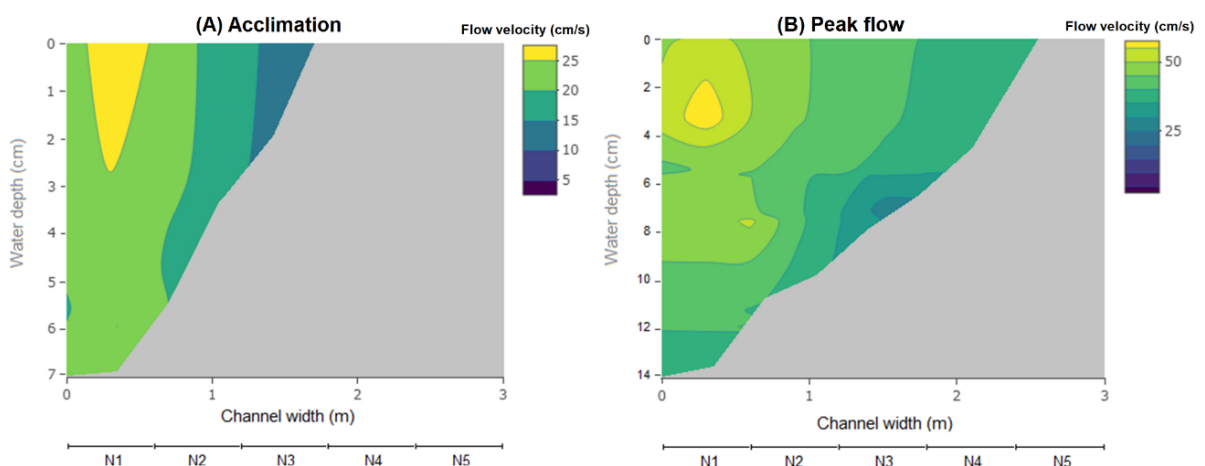 (A) Acclimation
Flow velocity (cm/s)
0
1
2
3
4
5
6
7
Water depth (cm)
0
1
2
3
Channel width (m)
N1
N2
N3
N4
N5
25
20
15
10
5
(B) Peak flow
Flow velocity (cm/s)
0
2
4
6
8
10
12
14
Water depth (cm)
0
1
2
3
Channel width (m)
N1
N2
N3
N4
N5
50
25